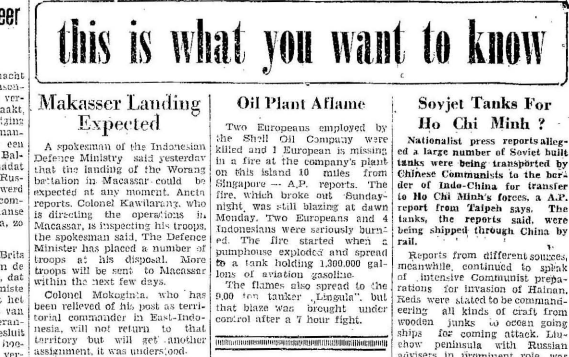 this is what you want to know
Makasser Landing
Expected
A spokesman of the Indonesian
Defence Ministry said yesterday
that the landing of the Worang
battalion in Macassar could be
expected at any moment, Aneta
reports. Colonel Kawilarang, who
is directing the operations in
Macassar, is inspecting his troops,
the spokesman said. The Defence
Minister has placed a number of
troops at his disposal. More
troops will be sent to Macassar
within the next few days.
Colonel Mokoginta, who has
been relieved of his post as terri-
torial commander in East-Indo-
nesia, will not return to that
territory but will get another
assignment, it was understood.
Oil Plant Aflame
Two Europeans employed by
the Shell Oil Company were
killed and 1 European is missing
in a fire at the company's plant
on this island 10 miles from
Singapore — A.P. reports. The
fire, which broke out Sunday-
night, was still blazing at dawn
Monday. Two Europeans and 4
Indonesians were seriously burn-
ed. The fire started when a
pumphouse exploded and spread
to a tank holding 1,300,000 gal-
lons of aviation gasoline.
The flames also spread to the
ton tanker „Lingula", but
that blaze was brought under
control after a 7 hour fight.
Sovjet Tanks For
Ho Chi Minh ?
Nationalist press reports alleg-
ed a large number of Soviet built
tanks were being transported by
Chinese Communists to the bor-
der of Indo-China for transfer
to Ho Chi Minh's forces, a A.P.
report from Taipeh says. The
tanks, the reports said were
being shipped through China by
rail.
Reports from different sources,
meanwhile, continued to speak
of intensive Communist prepa-
rations for invasion of Hainan.
Reds were stated to be command-
eering all kinds of craft from
wooden junks to ocean going
ships for coming attack. Liu-
chow peninsula with Russian
advisers in prominent role was